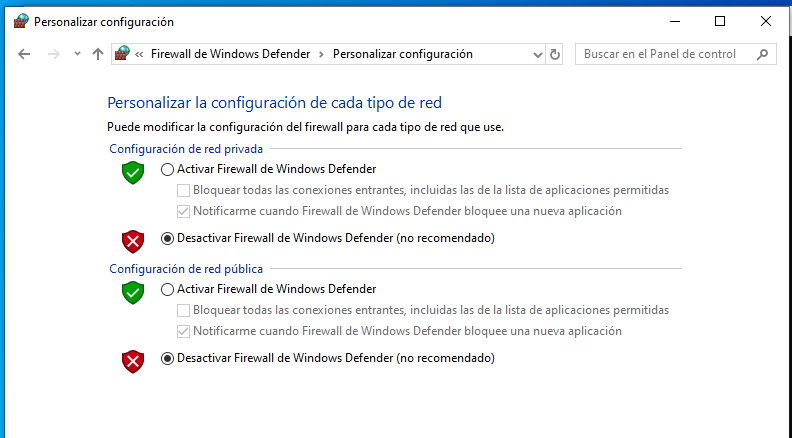 Personalizar configuración
« Firewall de Windows Defender › Personalizar configuración
Buscar en el Panel de control
Personalizar la configuración de cada tipo de red
Puede modificar la configuración del firewall para cada tipo de red que use.
Configuración de red privada
Activar Firewall de Windows Defender
Bloquear todas las conexiones entrantes, incluidas las de la lista de aplicaciones permitidas
Notificarme cuando Firewall de Windows Defender bloquee una nueva aplicación
Desactivar Firewall de Windows Defender (no recomendado)
Configuración de red pública
Activar Firewall de Windows Defender
Bloquear todas las conexiones entrantes, incluidas las de la lista de aplicaciones permitidas
Notificarme cuando Firewall de Windows Defender bloquee una nueva aplicación
Desactivar Firewall de Windows Defender (no recomendado)